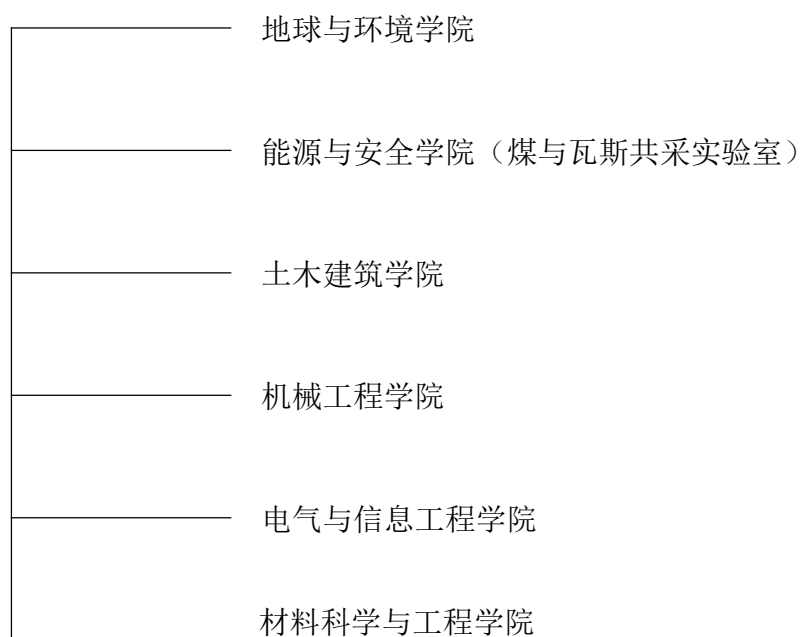 地球与环境学院
能源与安全学院（煤与瓦斯共采实验室）
土木建筑学院
机械工程学院
电气与信息工程学院
材料科学与工程学院